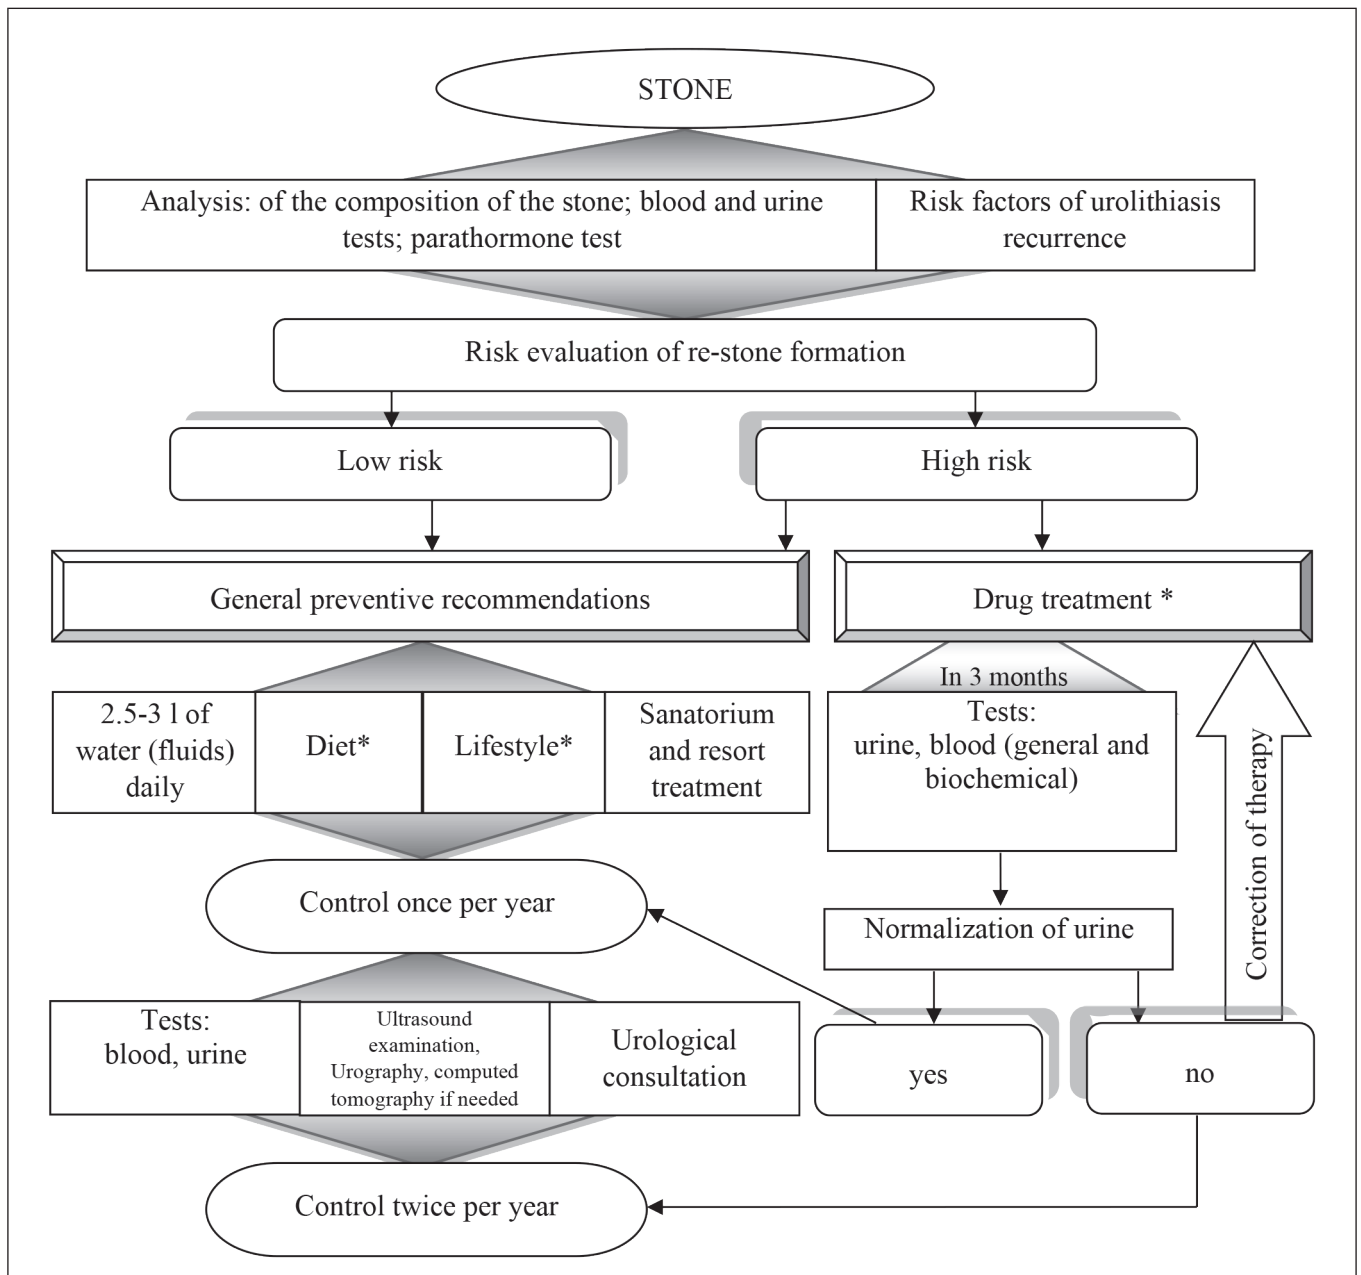 STONE
Analysis: of the composition of the stone; blood and urine
tests; parathormone test
Risk factors of urolithiasis
recurrence
Risk evaluation of re-stone formation
Low risk
High risk
General preventive recommendations
Drug treatment *
2.5-3 l of
water (fluids)
daily
Diet*
Lifestyle*
Sanatorium
and resort
treatment
In 3 months
Tests:
urine, blood (general and
biochemical)
Correction of therapy
Control once per year
Normalization of urine
Tests:
blood, urine
Ultrasound
examination,
Urography, computed
tomography if needed
Urological
consultation
yes
no
Control twice per year